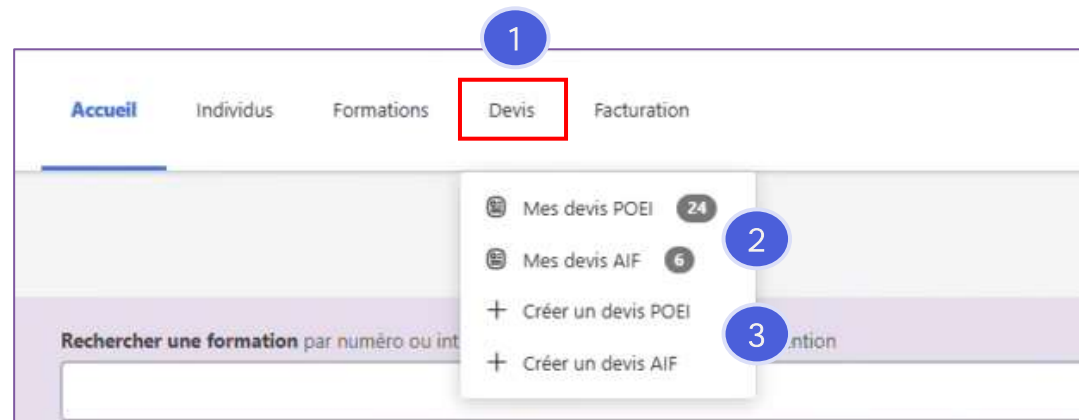 1
Accueil Individus Formations Devis Facturation
Mes devis POEI 24
2
Mes devis AIF 6
+ Créer un devis POEI
3
Rechercher une formation par numéro ou int ntion
+ Créer un devis AIF